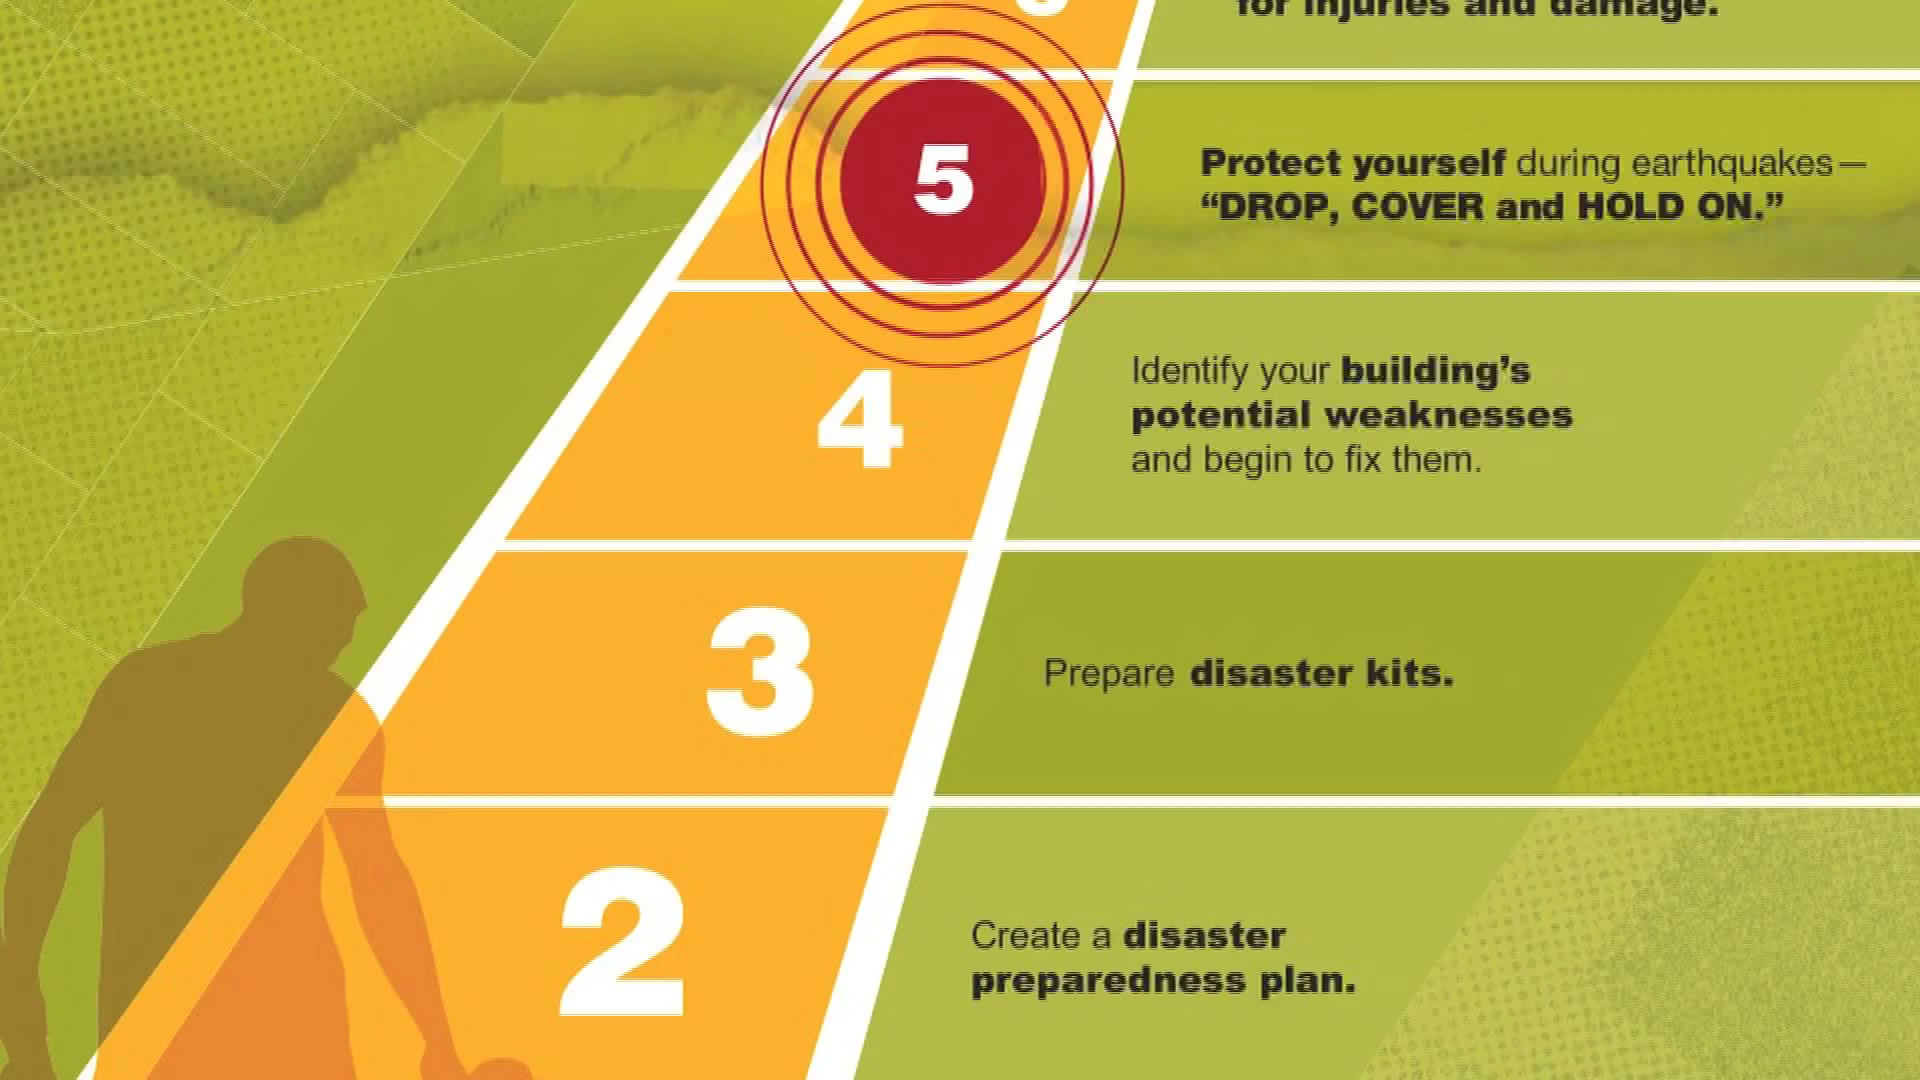 for injuries and damage.
5
Protect yourself during earthquakes—
“DROP, COVER and HOLD ON.”
4
Identify your building’s
potential weaknesses
and begin to fix them.
3
Prepare disaster kits.
2
Create a disaster
preparedness plan.